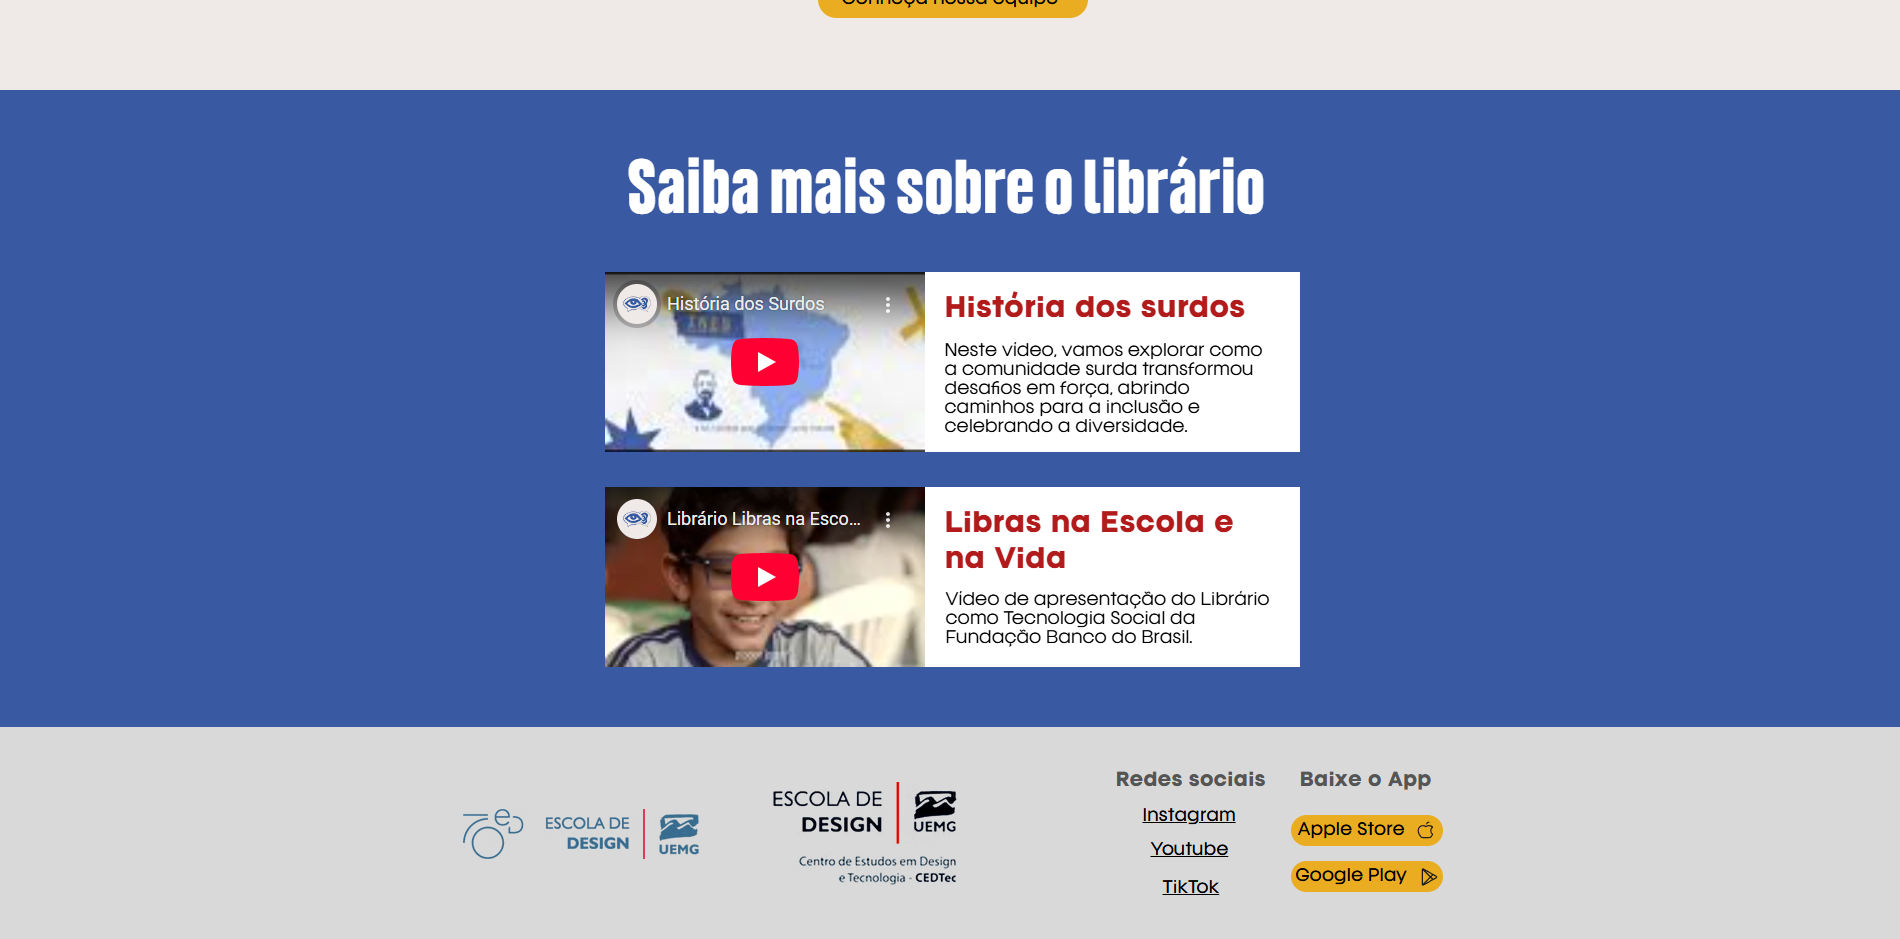 Conheça nossa equipe
Saiba mais sobre o librário
História dos Surdos
História dos surdos
Neste vídeo, vamos explorar como
a comunidade surda transformou
desafios em força, abrindo
caminhos para a inclusão e
celebrando a diversidade.
Librário Libras na Esco...
Libras na Escola e
na Vida
Vídeo de apresentação do Librário
como Tecnologia Social da
Fundação Banco do Brasil.
ESCOLA DE
DESIGN
UEMG
ESCOLA DE
DESIGN
UEMG
Centro de Estudos em Design
e Tecnologia - CEDTec
Redes sociais
Instagram
Youtube
TikTok
Baixe o App
Apple Store
Google Play